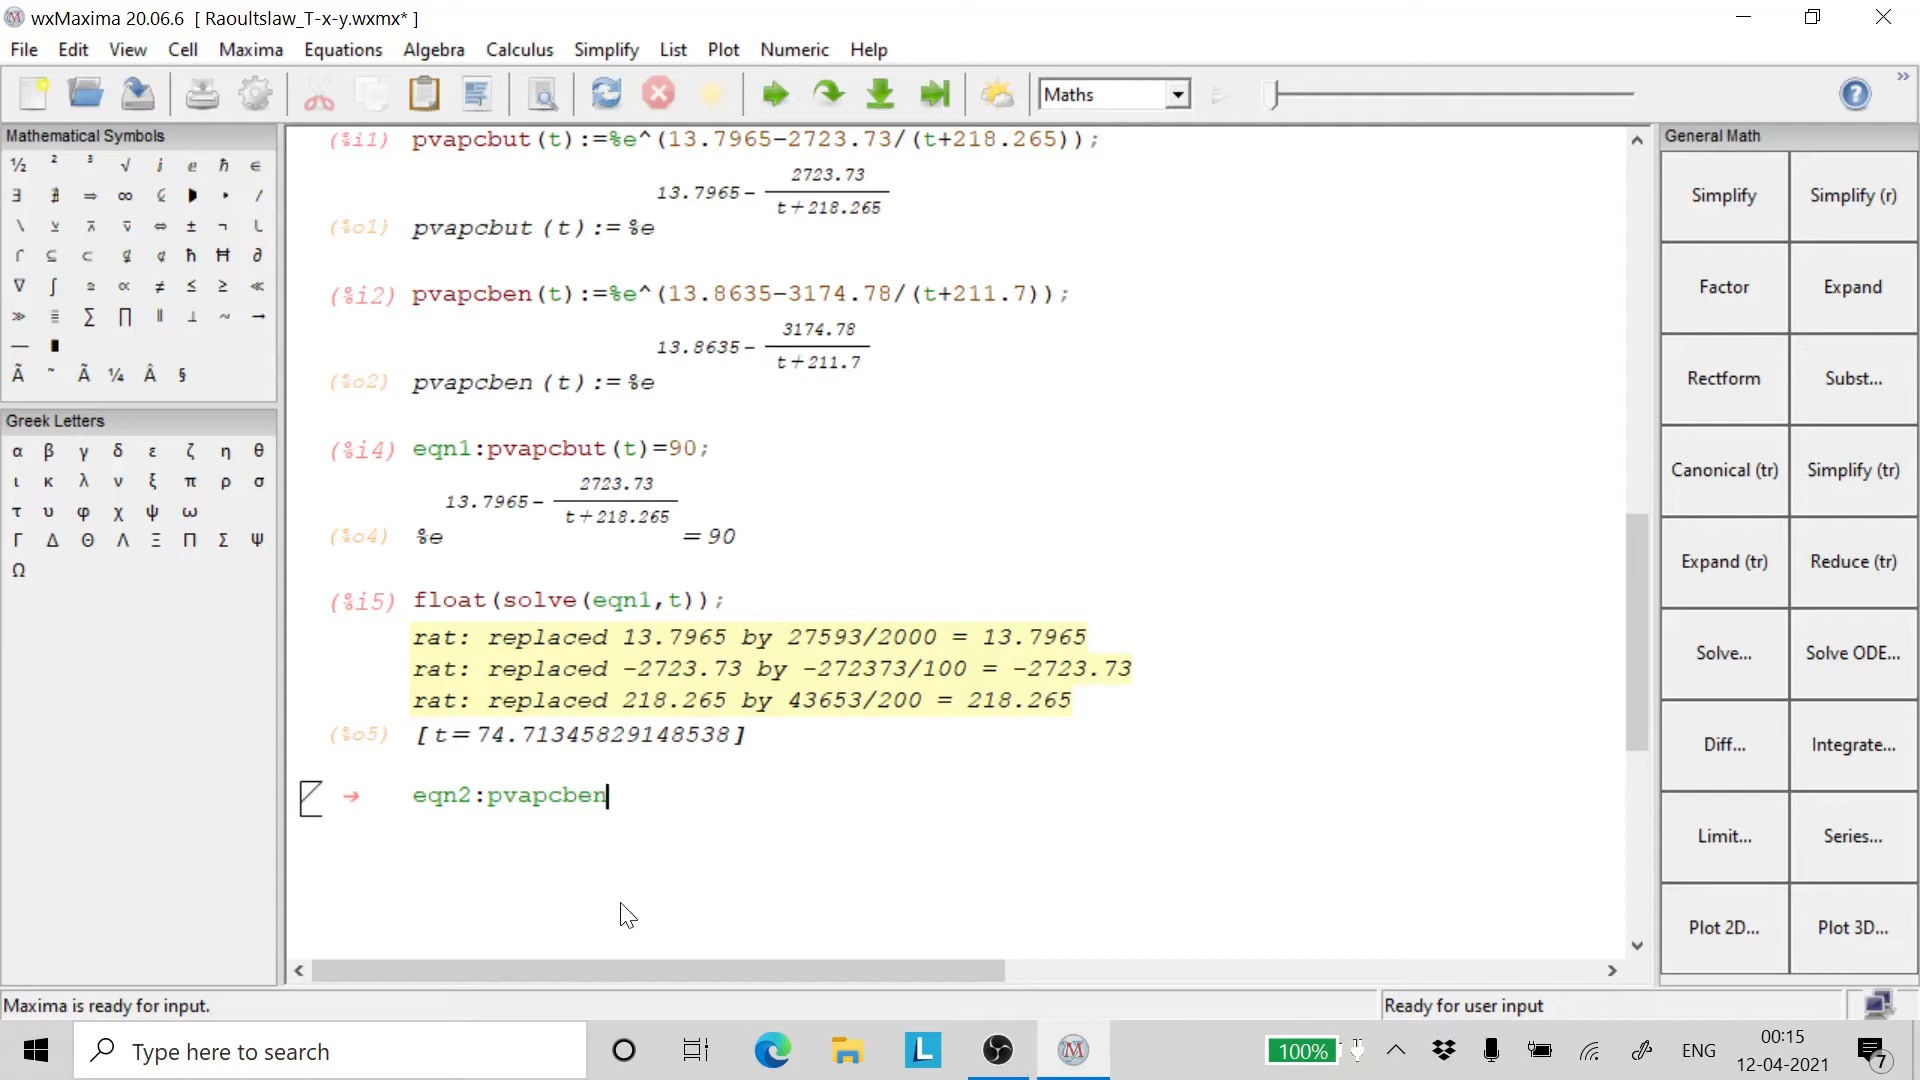 wxMaxima 20.06.6 [ Raoultslaw_T-x-y.wxmx* ]
File Edit View Cell Maxima Equations Algebra Calculus Simplify List Plot Numeric Help
Maths
Mathematical Symbols
½ ² ³ √ ⅈ ℯ ℏ ∈
∃ ∄ ⇒ ∞
Greek Letters
α β γ δ ε ζ η θ
ι κ λ ν ξ π ρ σ
τ υ φ χ ψ ω
Γ Δ Θ Λ Ξ Π Σ Ψ
Ω
(%i1) pvapcbut(t):=%e^(13.7965-2723.73/(t+218.265));
2723.73
13.7965-
t+218.265
(%o1) pvapcbut (t):=%e
(%i2) pvapcben(t):=%e^(13.8635-3174.78/(t+211.7));
3174.78
13.8635-
t+211.7
(%o2) pvapcben (t):=%e
(%i4) eqn1:pvapcbut(t)=90;
2723.73
13.7965-
t+218.265
(%o4) %e =90
(%i5) float(solve(eqn1,t));
rat: replaced 13.7965 by 27593/2000 = 13.7965
rat: replaced -2723.73 by -272373/100 = -2723.73
rat: replaced 218.265 by 43653/200 = 218.265
(%o5) [t=74.71345829148538]
eqn2:pvapcben
General Math
Simplify Simplify (r)
Factor Expand
Rectform Subst...
Canonical (tr) Simplify (tr)
Expand (tr) Reduce (tr)
Solve... Solve ODE...
Diff... Integrate...
Limit... Series...
Plot 2D... Plot 3D...
Maxima is ready for input.
Ready for user input
Type here to search
100%
ENG
00:15
12-04-2021
7